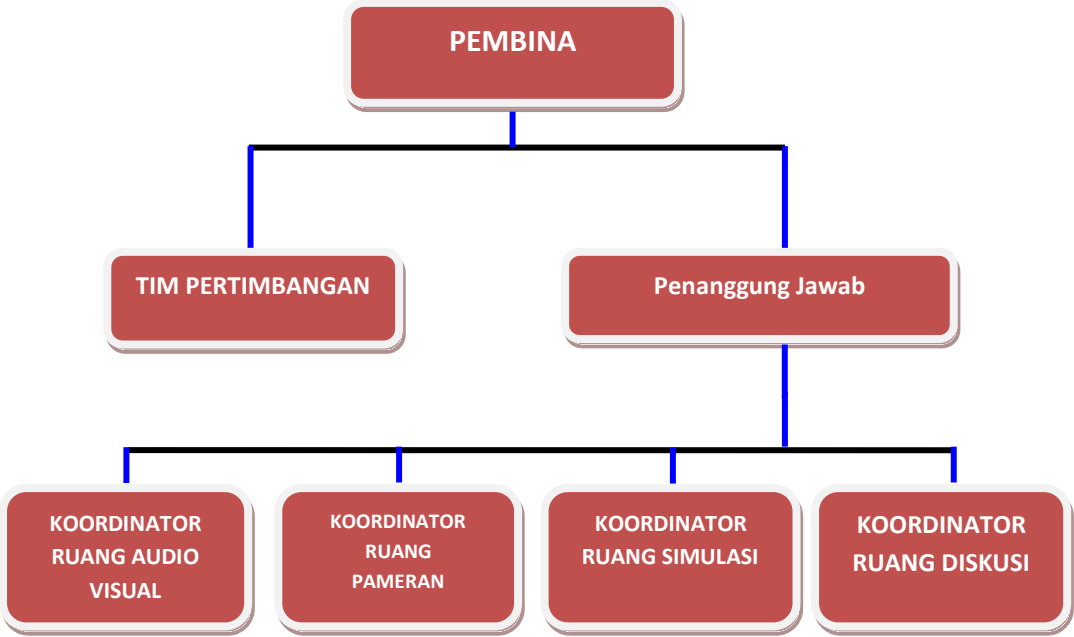 PEMBINA
TIM PERTIMBANGAN
Penanggung Jawab
KOORDINATOR
RUANG AUDIO
VISUAL
KOORDINATOR
RUANG
PAMERAN
KOORDINATOR
RUANG SIMULASI
KOORDINATOR
RUANG DISKUSI